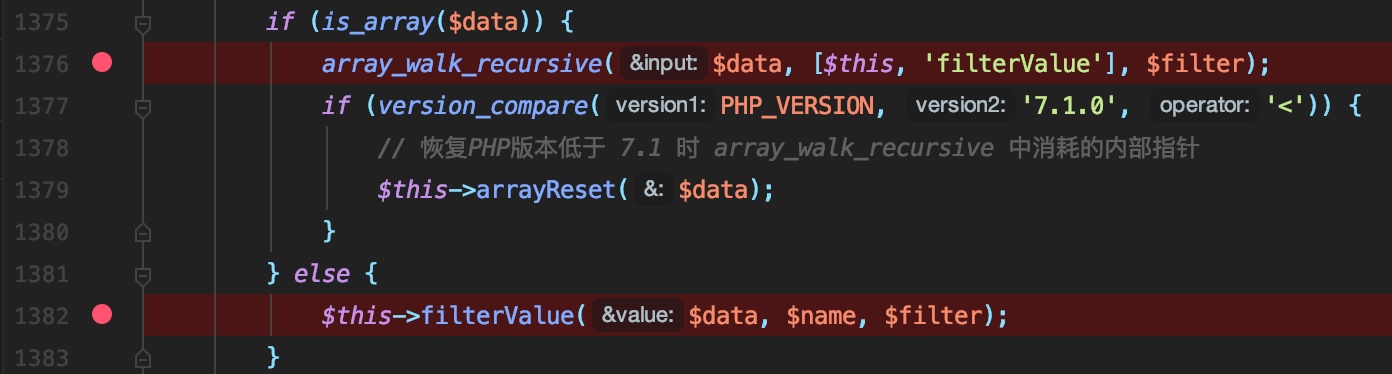 1375 if (is_array($data)) {
1376 array_walk_recursive( &input: $data, [$this, 'filterValue'], $filter);
1377 if (version_compare( version1: PHP_VERSION, version2: '7.1.0', operator: '<')) {
1378 // 恢复PHP版本低于 7.1 时 array_walk_recursive 中消耗的内部指针
1379 $this->arrayReset( &: $data);
1380 }
1381 } else {
1382 $this->filterValue( &value: $data, $name, $filter);
1383 }